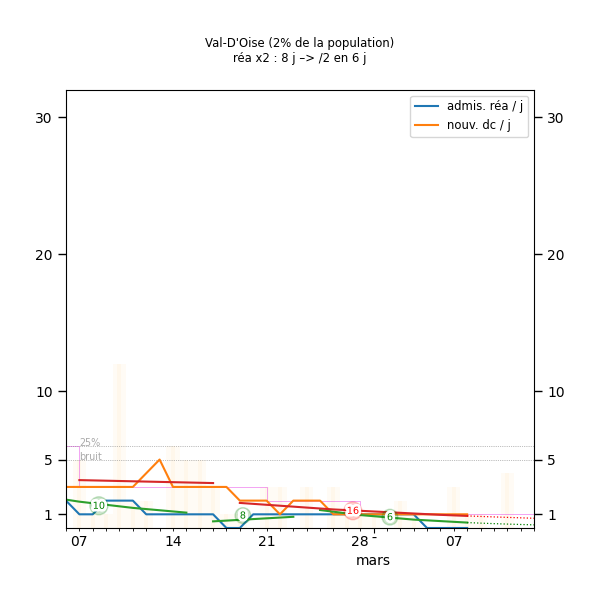 Val-D'Oise (2% de la population)
réa x2 : 8 j –> /2 en 6 j
admis. réa / j
nouv. dc / j
30 30
20 20
10 10
25%
bruit
5 5
10 8 16 6
1 1
07 14 21 28 07
mars